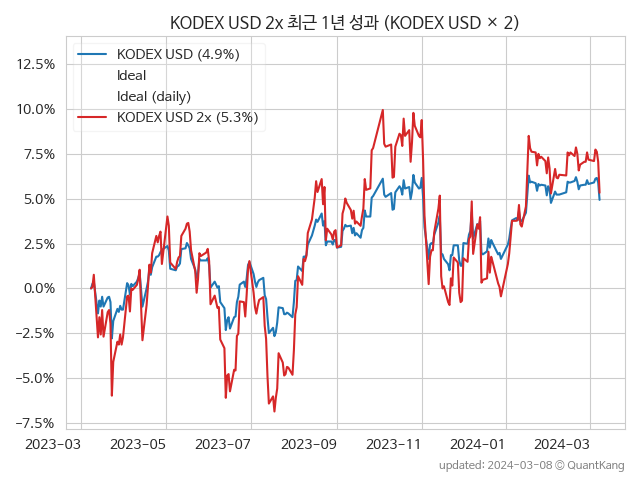 KODEX USD 2x 최근 1년 성과 (KODEX USD × 2)
KODEX USD (4.9%)
Ideal
Ideal (daily)
KODEX USD 2x (5.3%)
12.5%
10.0%
7.5%
5.0%
2.5%
0.0%
−2.5%
−5.0%
−7.5%
2023-03 2023-05 2023-07 2023-09 2023-11 2024-01 2024-03
updated: 2024-03-08 © QuantKang